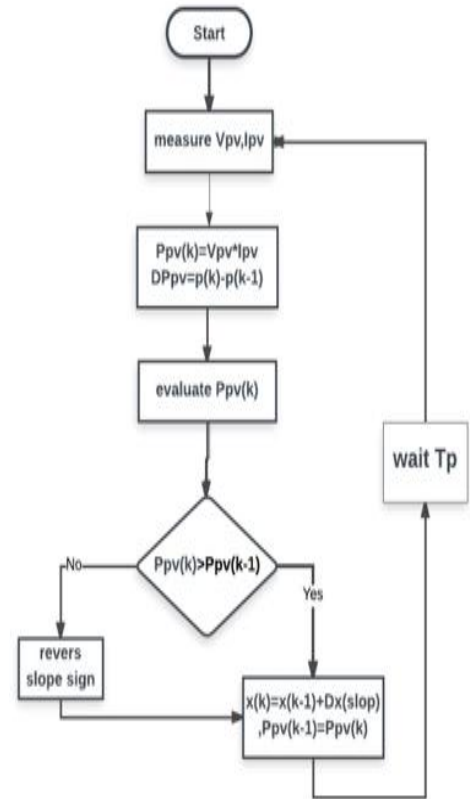 Start
measure Vpv,Ipv
Ppv(k)=Vpv*Ipv
DPpv=p(k)-p(k-1)
evaluate Ppv(k)
Ppv(k)>Ppv(k-1)
No
Yes
revers
slope sign
x(k)=x(k-1)+Dx(slop)
,Ppv(k-1)=Ppv(k)
wait Tp